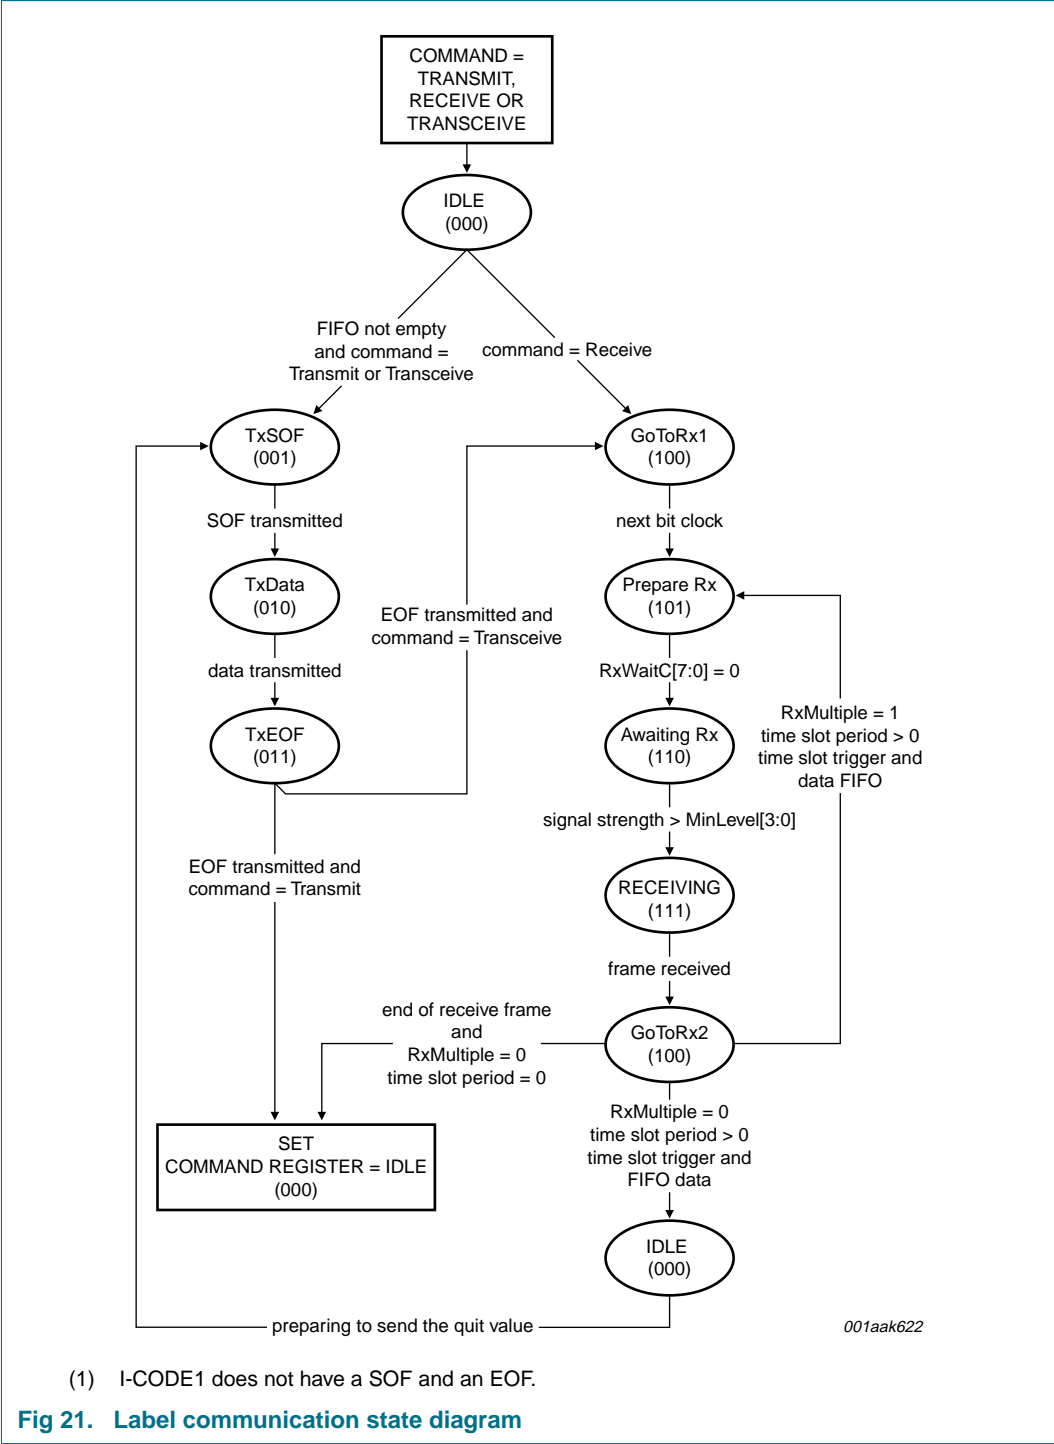 COMMAND =
TRANSMIT,
RECEIVE OR
TRANSCEIVE
IDLE
(000)
FIFO not empty
and command =
Transmit or Transceive
command = Receive
TxSOF
(001)
GoToRx1
(100)
SOF transmitted
next bit clock
TxData
(010)
Prepare Rx
(101)
EOF transmitted and
command = Transceive
data transmitted
RxWaitC[7:0] = 0
TxEOF
(011)
Awaiting Rx
(110)
RxMultiple = 1
time slot period > 0
time slot trigger and
data FIFO
signal strength > MinLevel[3:0]
EOF transmitted and
command = Transmit
RECEIVING
(111)
frame received
end of receive frame
and
RxMultiple = 0
time slot period = 0
GoToRx2
(100)
RxMultiple = 0
time slot period > 0
time slot trigger and
FIFO data
SET
COMMAND REGISTER = IDLE
(000)
IDLE
(000)
preparing to send the quit value
001aak622
(1) I-CODE1 does not have a SOF and an EOF.
Fig 21. Label communication state diagram